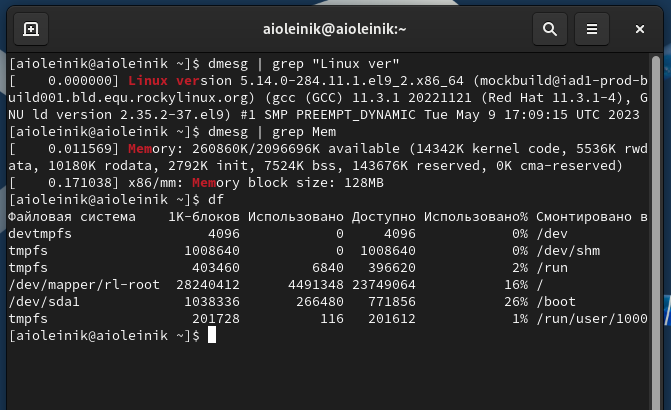 aioleinik@aioleinik:~
[aioleinik@aioleinik ~]$ dmesg | grep "Linux ver"
[    0.000000] Linux version 5.14.0-284.11.1.el9_2.x86_64 (mockbuild@iad1-prod-b
uild001.bld.equ.rockylinux.org) (gcc (GCC) 11.3.1 20221121 (Red Hat 11.3.1-4), G
NU ld version 2.35.2-37.el9) #1 SMP PREEMPT_DYNAMIC Tue May 9 17:09:15 UTC 2023
[aioleinik@aioleinik ~]$ dmesg | grep Mem
[    0.011569] Memory: 260860K/2096696K available (14342K kernel code, 5536K rwd
ata, 10180K rodata, 2792K init, 7524K bss, 143676K reserved, 0K cma-reserved)
[    0.171038] x86/mm: Memory block size: 128MB
[aioleinik@aioleinik ~]$ df
Файловая система    1K-блоков Использовано Доступно Использовано% Смонтировано в
devtmpfs                 4096            0     4096            0% /dev
tmpfs                 1008640            0  1008640            0% /dev/shm
tmpfs                  403460         6840   396620            2% /run
/dev/mapper/rl-root  28240412      4491348 23749064           16% /
/dev/sda1             1038336       266480   771856           26% /boot
tmpfs                  201728          116   201612            1% /run/user/1000
[aioleinik@aioleinik ~]$